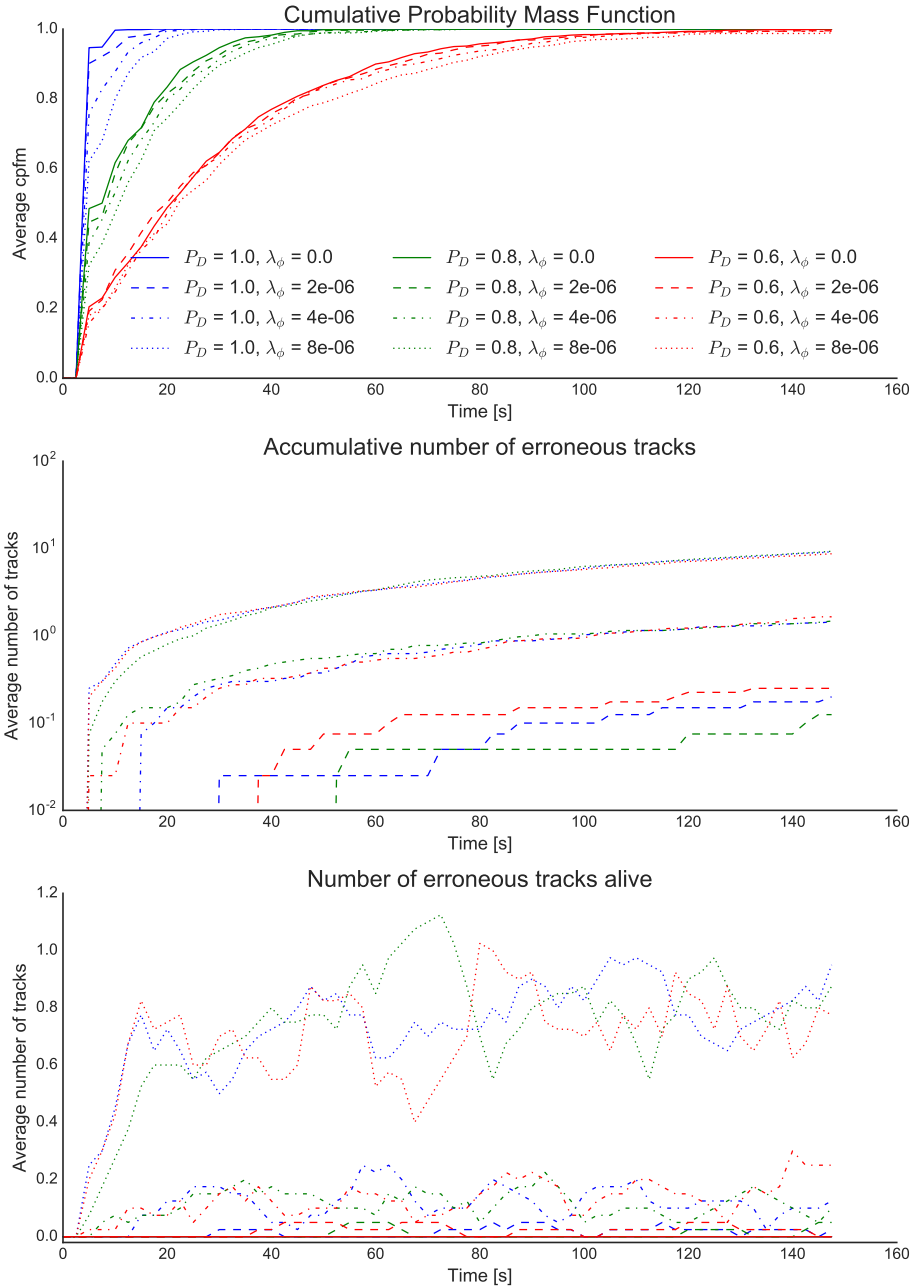 Cumulative Probability Mass Function
1.0
0.8
0.6
0.4
0.2
0.0
Average cpfm
P_D = 1.0, λ_ϕ = 0.0
P_D = 1.0, λ_ϕ = 2e-06
P_D = 1.0, λ_ϕ = 4e-06
P_D = 1.0, λ_ϕ = 8e-06
P_D = 0.8, λ_ϕ = 0.0
P_D = 0.8, λ_ϕ = 2e-06
P_D = 0.8, λ_ϕ = 4e-06
P_D = 0.8, λ_ϕ = 8e-06
P_D = 0.6, λ_ϕ = 0.0
P_D = 0.6, λ_ϕ = 2e-06
P_D = 0.6, λ_ϕ = 4e-06
P_D = 0.6, λ_ϕ = 8e-06
0 20 40 60 80 100 120 140 160
Time [s]
Accumulative number of erroneous tracks
10^2
10^1
10^0
10^-1
10^-2
Average number of tracks
0 20 40 60 80 100 120 140 160
Time [s]
Number of erroneous tracks alive
1.2
1.0
0.8
0.6
0.4
0.2
0.0
Average number of tracks
0 20 40 60 80 100 120 140 160
Time [s]